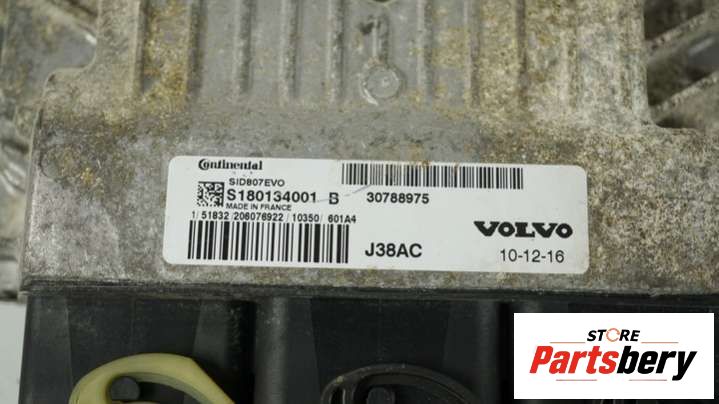 Continental
SID807EVO
S180134001 B 30788975
MADE IN FRANCE
1/ 51832 / 206076922 / 10350/ 601A4
VOLVO
J38AC
10-12-16
STORE
Partsbery